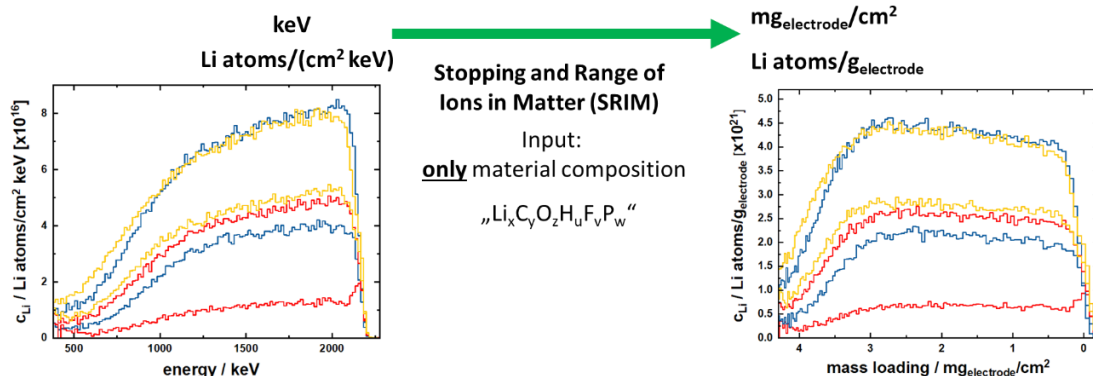 keV
Li atoms/(cm² keV)
Stopping and Range of
Ions in Matter (SRIM)
Input:
only material composition
„LiₓCᵧO_zHᵤFᵥP_w“
mgₑₗₑcₜᵣₒdₑ/cm²
Li atoms/gₑₗₑcₜᵣₒdₑ
c_Li / Li atoms/cm² keV [x10¹⁶]
8
6
4
2
0
500
1000
1500
2000
energy / keV
c_Li / Li atoms/g_electrode [x10²¹]
5.0
4.5
4.0
3.5
3.0
2.5
2.0
1.5
1.0
0.5
0.0
4
3
2
1
0
mass loading / mg_electrode/cm²